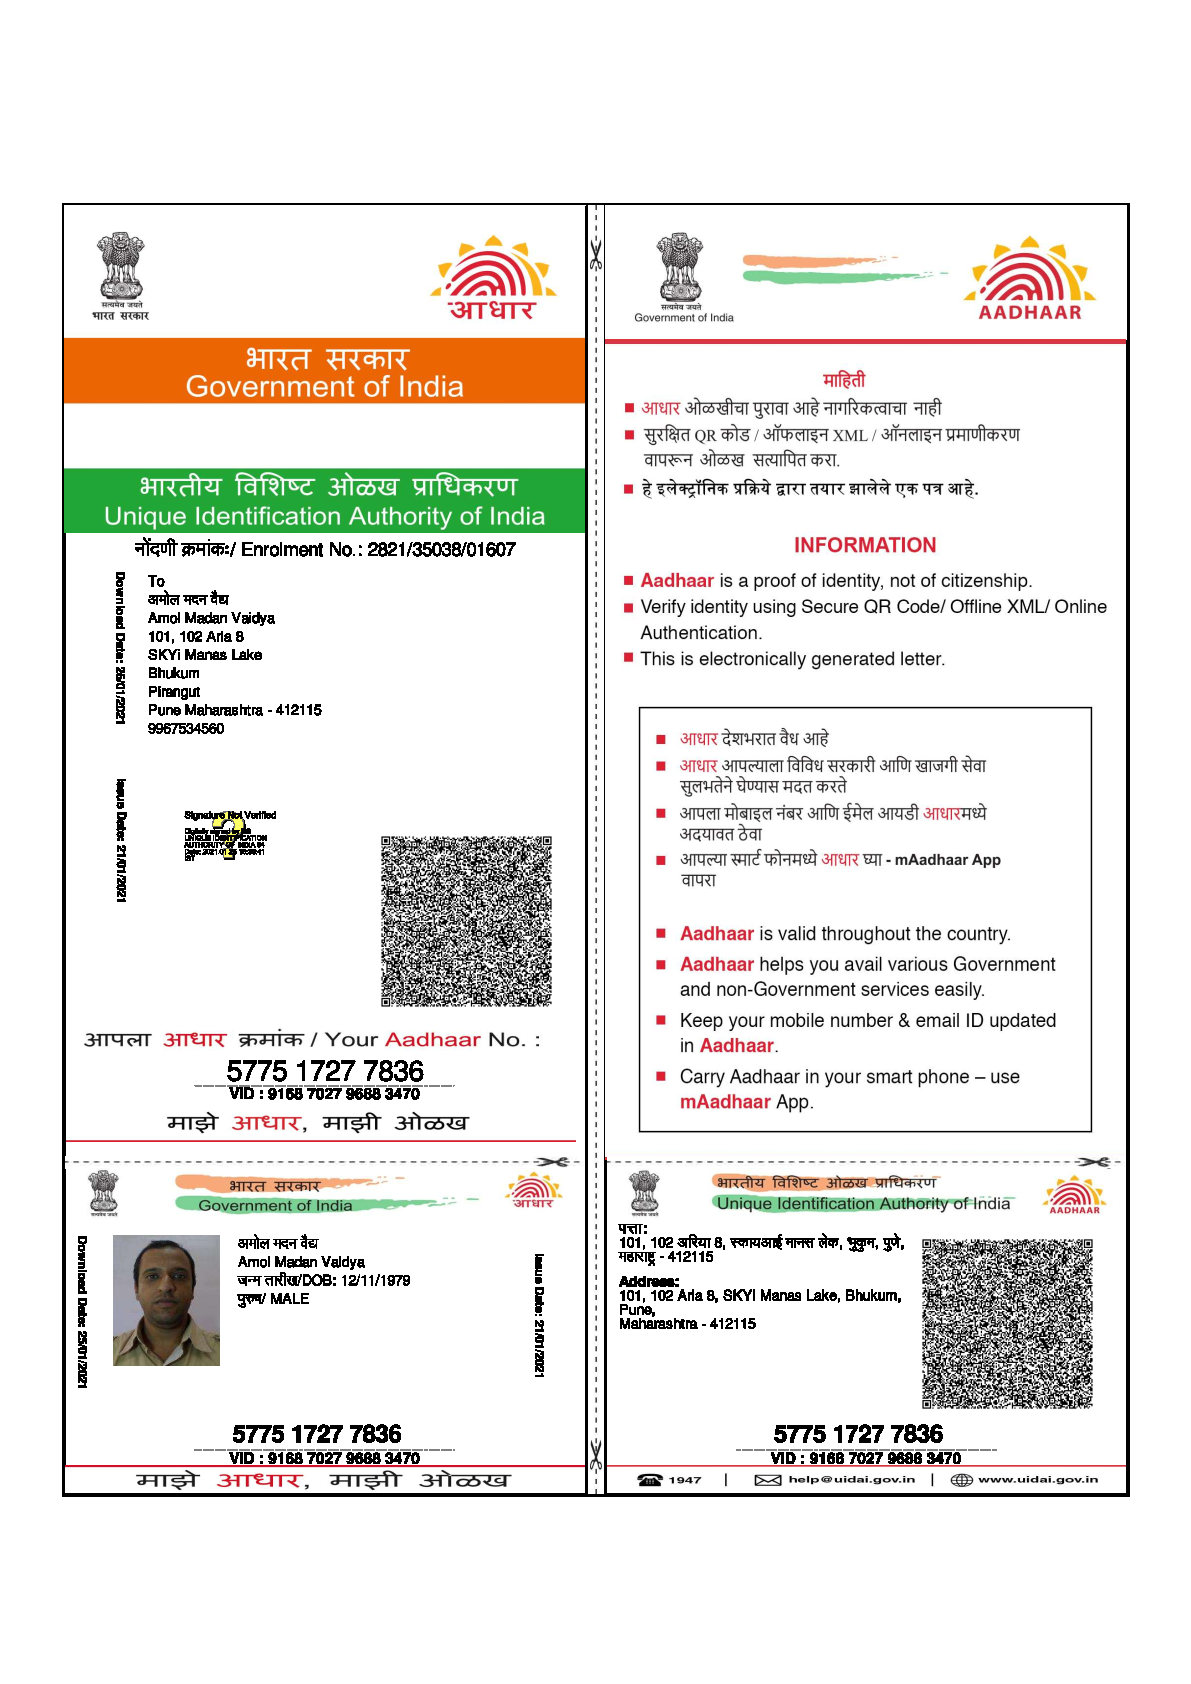 सत्यमेव जयते
भारत सरकार
आधार
भारत सरकार
Government of India
भारतीय विशिष्ट ओळख प्राधिकरण
Unique Identification Authority of India
नोंदणी क्रमांकः/ Enrolment No.: 2821/35038/01607
Download Date: 25/01/2021
To
अमोल मदन वैद्य
Amol Madan Vaidya
101, 102 Aria 8
SKYi Manas Lake
Bhukum
Pirangut
Pune Maharashtra - 412115
9967534560
Issue Date: 21/01/2021
Signature Not Verified
Digitally signed by
UNIQUE IDENTIFICATION
AUTHORITY OF INDIA
IST
आपला आधार क्रमांक / Your Aadhaar No. :
5775 1727 7836
VID : 9168 7027 9688 3470
माझे आधार, माझी ओळख
सत्यमेव जयते
Government of India
AADHAAR
माहिती
आधार ओळखीचा पुरावा आहे नागरिकत्वाचा नाही
सुरक्षित QR कोड / ऑफलाइन XML / ऑनलाइन प्रमाणीकरण
वापरून ओळख सत्यापित करा.
हे इलेक्ट्रॉनिक प्रक्रिये द्वारा तयार झालेले एक पत्र आहे.
INFORMATION
Aadhaar is a proof of identity, not of citizenship.
Verify identity using Secure QR Code/ Offline XML/ Online
Authentication.
This is electronically generated letter.
आधार देशभरात वैध आहे
आधार आपल्याला विविध सरकारी आणि खाजगी सेवा
सुलभतेने घेण्यास मदत करते
आपला मोबाइल नंबर आणि ईमेल आयडी आधारमध्ये
अदयावत ठेवा
आपल्या स्मार्ट फोनमध्ये आधार घ्या - mAadhaar App
वापरा
Aadhaar is valid throughout the country.
Aadhaar helps you avail various Government
and non-Government services easily.
Keep your mobile number & email ID updated
in Aadhaar.
Carry Aadhaar in your smart phone – use
mAadhaar App.
भारत सरकार
Government of India
आधार
Download Date: 25/01/2021
अमोल मदन वैद्य
Amol Madan Vaidya
जन्म तारीख/DOB: 12/11/1979
पुरुष/ MALE
Issue Date: 21/01/2021
5775 1727 7836
VID : 9168 7027 9688 3470
माझे आधार, माझी ओळख
भारतीय विशिष्ट ओळख प्राधिकरण
Unique Identification Authority of India
AADHAAR
पत्ता:
101, 102 अरिया 8, स्कायआई मानस लेक, भुकुम, पुणे,
महाराष्ट्र - 412115
Address:
101, 102 Aria 8, SKYi Manas Lake, Bhukum,
Pune,
Maharashtra - 412115
5775 1727 7836
VID : 9168 7027 9688 3470
1947 | help@uidai.gov.in | www.uidai.gov.in